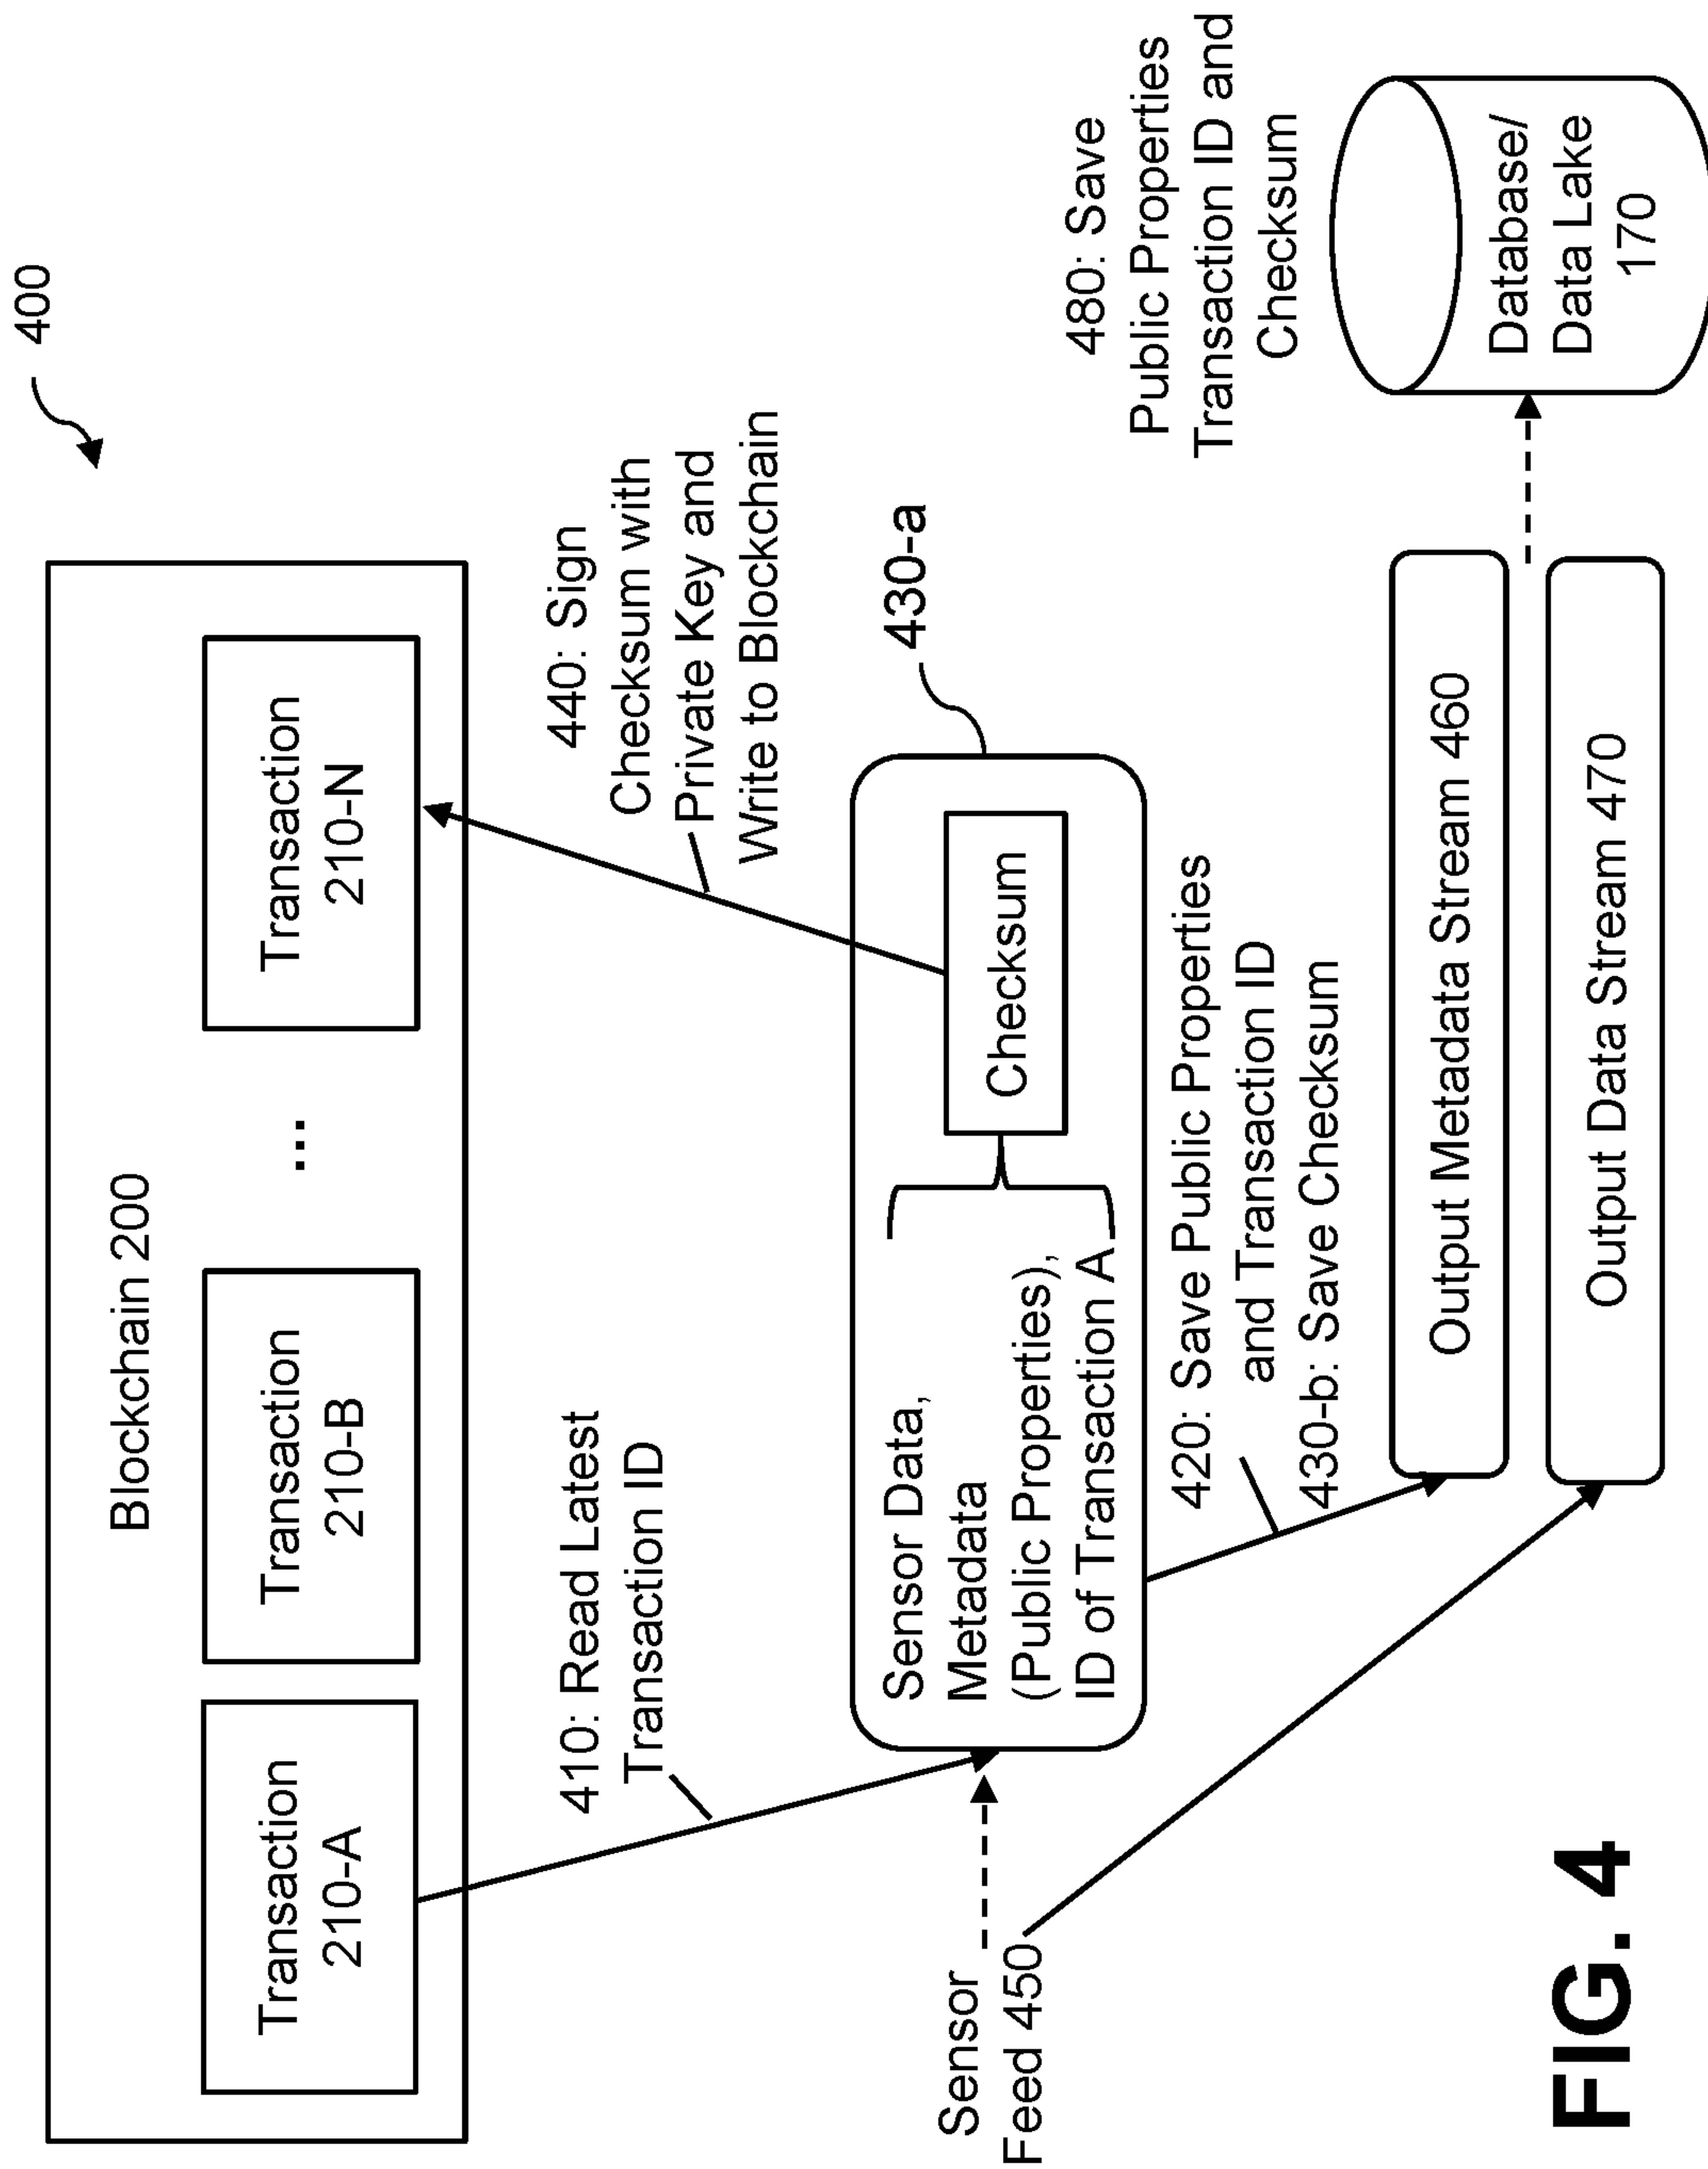 400
Blockchain 200
Transaction
210-A
Transaction
210-B
...
Transaction
210-N
410: Read Latest
Transaction ID
440: Sign
Checksum with
Private Key and
Write to Blockchain
430-a
Sensor
Feed 450
Sensor Data,
Metadata
(Public Properties),
ID of Transaction A
Checksum
420: Save Public Properties
and Transaction ID
430-b: Save Checksum
480: Save
Public Properties
Transaction ID and
Checksum
Output Metadata Stream 460
Output Data Stream 470
Database/
Data Lake
170
FIG. 4